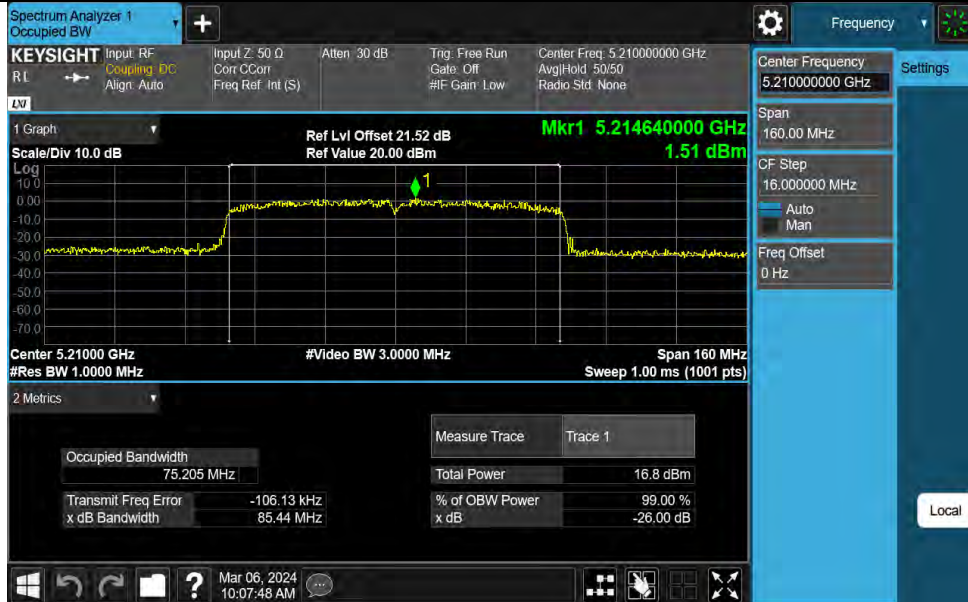 Spectrum Analyzer 1
Occupied BW
Frequency
KEYSIGHT
RL
LXI
Input: RF
Coupling: DC
Align: Auto
Input Z: 50 Ω
Corr CCorr
Freq Ref: Int (S)
Atten: 30 dB
Trig: Free Run
Gate: Off
#IF Gain: Low
Center Freq: 5.210000000 GHz
Avg|Hold: 50/50
Radio Std: None
1 Graph
Scale/Div 10.0 dB
Ref Lvl Offset 21.52 dB
Ref Value 20.00 dBm
Mkr1 5.214640000 GHz
1.51 dBm
Log
10.0
0.00
-10.0
-20.0
-30.0
-40.0
-50.0
-60.0
-70.0
1
Center 5.21000 GHz
#Res BW 1.0000 MHz
#Video BW 3.0000 MHz
Span 160 MHz
Sweep 1.00 ms (1001 pts)
2 Metrics
Measure Trace Trace 1
Occupied Bandwidth
75.205 MHz
Total Power 16.8 dBm
Transmit Freq Error -106.13 kHz
% of OBW Power 99.00 %
x dB Bandwidth 85.44 MHz
x dB -26.00 dB
Center Frequency
5.210000000 GHz
Settings
Span
160.00 MHz
CF Step
16.000000 MHz
Auto
Man
Freq Offset
0 Hz
Local
?
Mar 06, 2024
10:07:48 AM